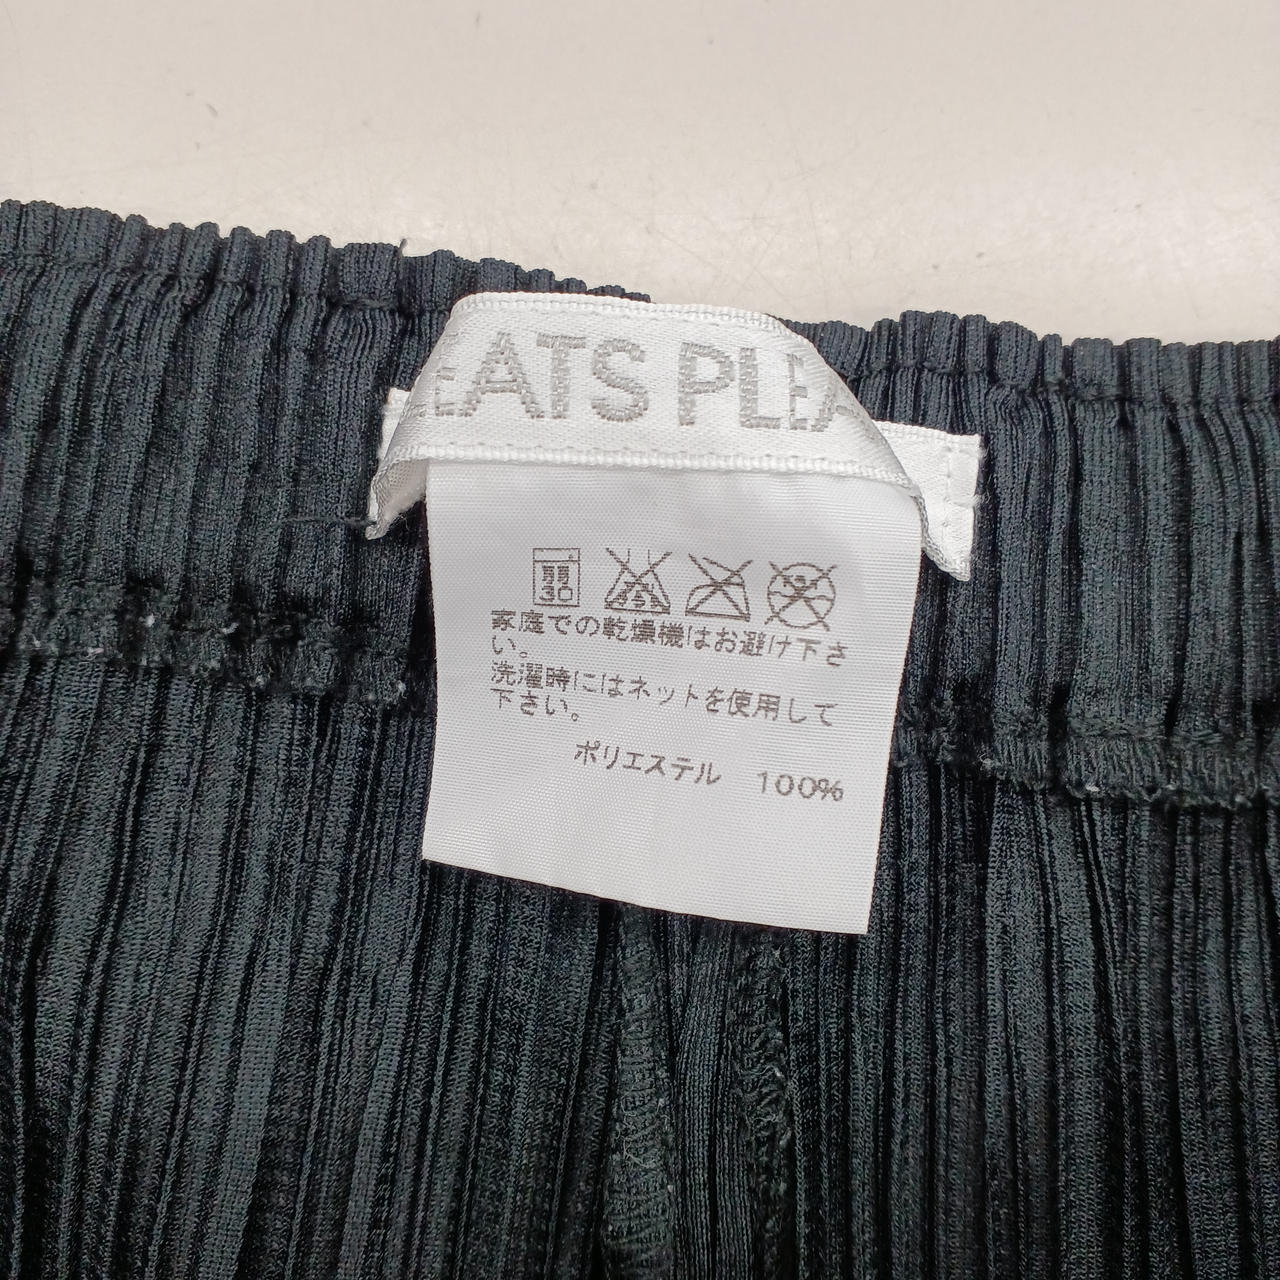 EATS PLEA
弱
30
家庭での乾燥機はお避け下さ
い。
洗濯時にはネットを使用して
下さい。
ポリエステル 100%